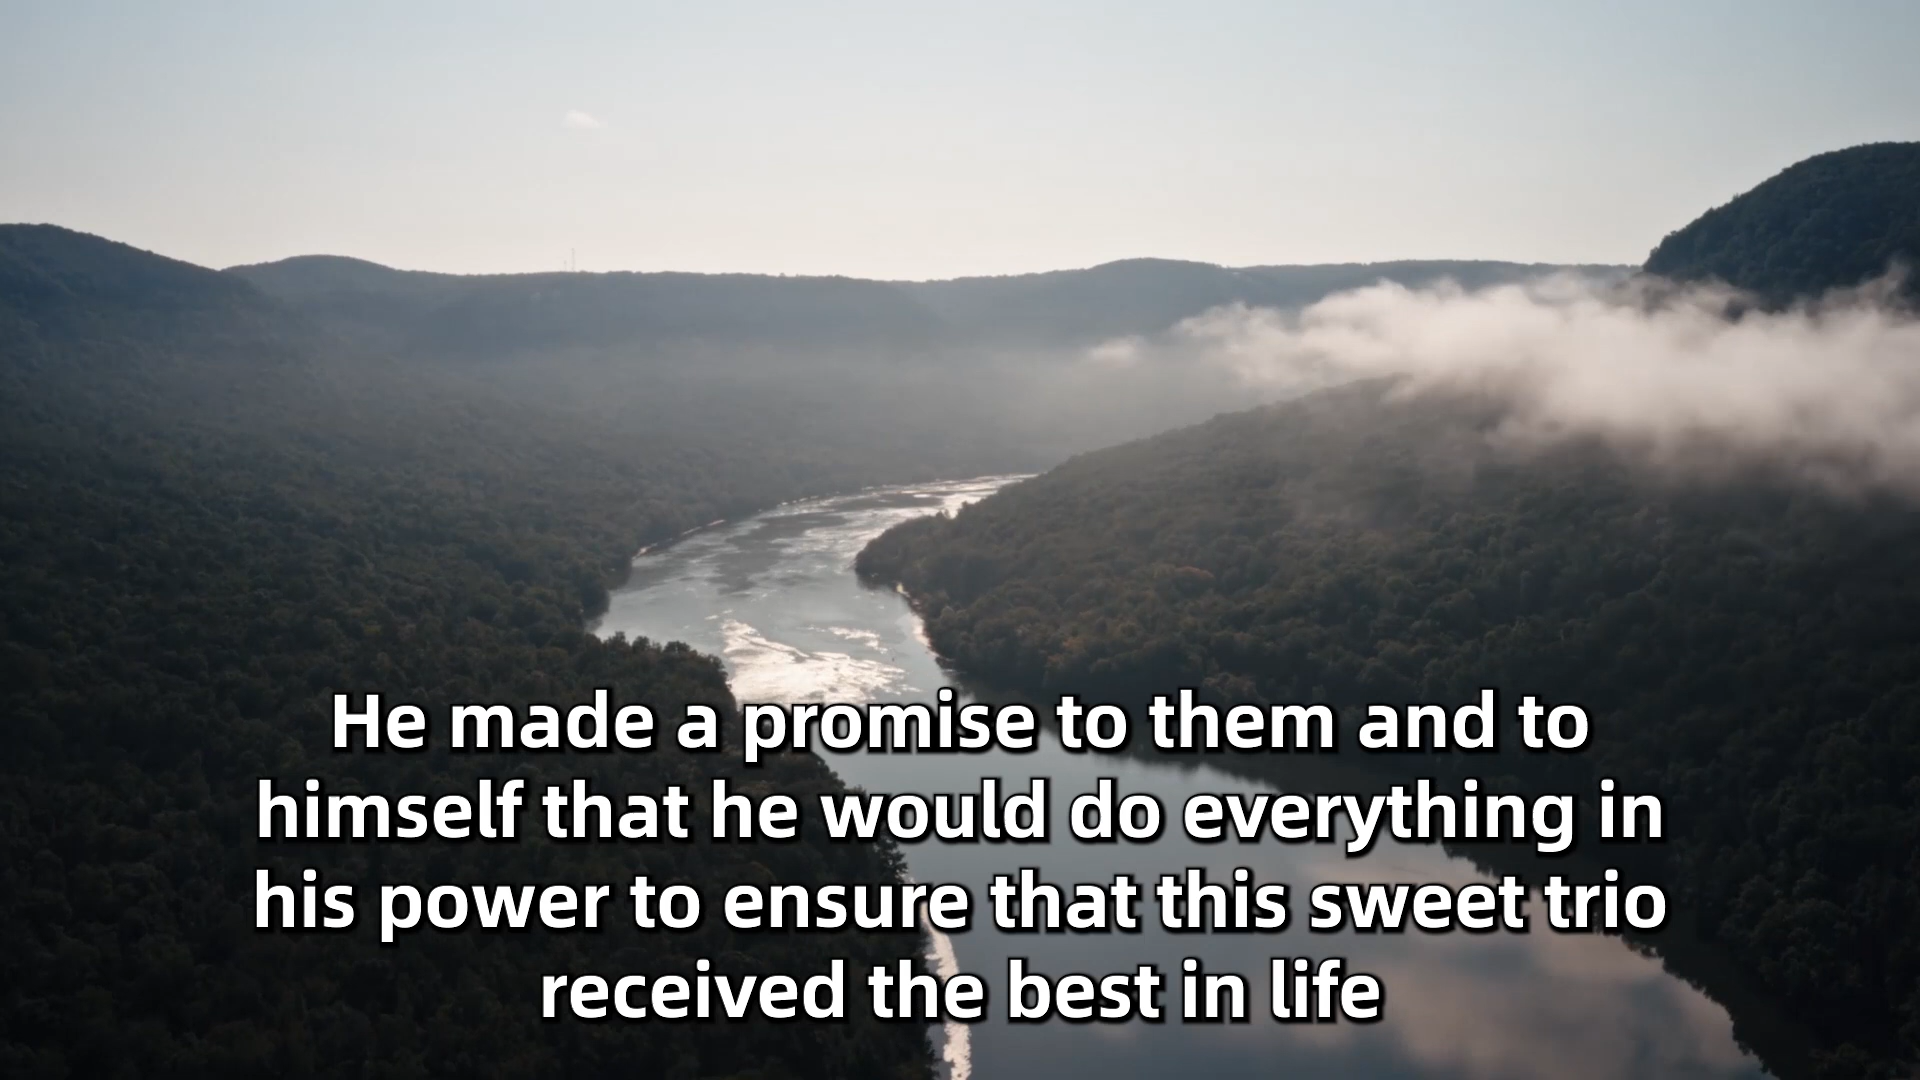 He made a promise to them and to
himself that he would do everything in
his power to ensure that this sweet trio
received the best in life